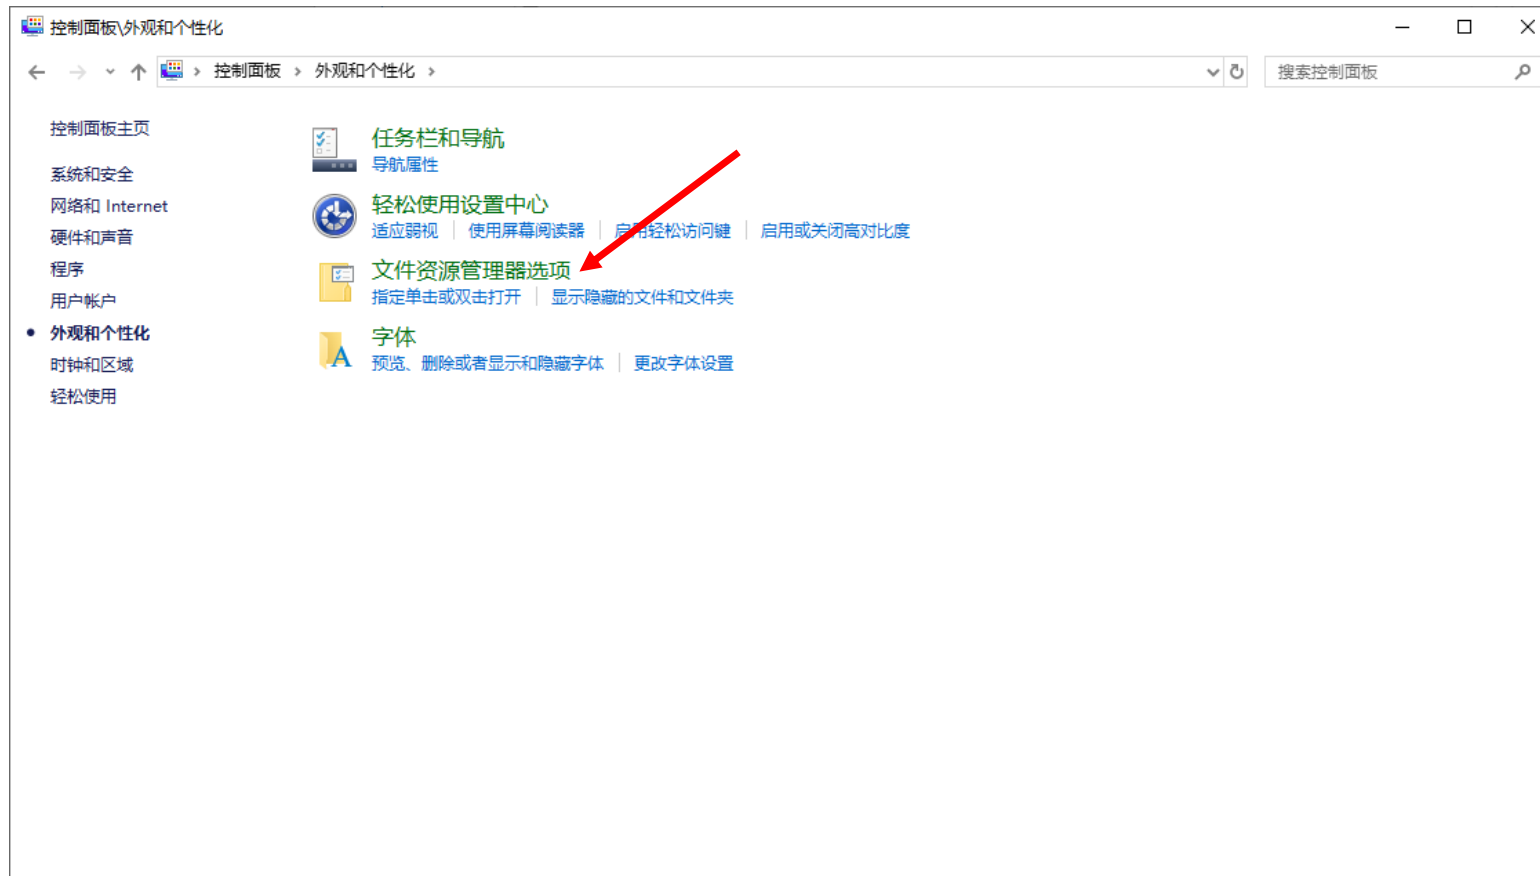 控制面板\外观和个性化
控制面板 › 外观和个性化 ›
搜索控制面板
控制面板主页
系统和安全
网络和 Internet
硬件和声音
程序
用户帐户
外观和个性化
时钟和区域
轻松使用
任务栏和导航
导航属性
轻松使用设置中心
适应弱视 | 使用屏幕阅读器 | 启用轻松访问键 | 启用或关闭高对比度
文件资源管理器选项
指定单击或双击打开 | 显示隐藏的文件和文件夹
字体
预览、删除或者显示和隐藏字体 | 更改字体设置